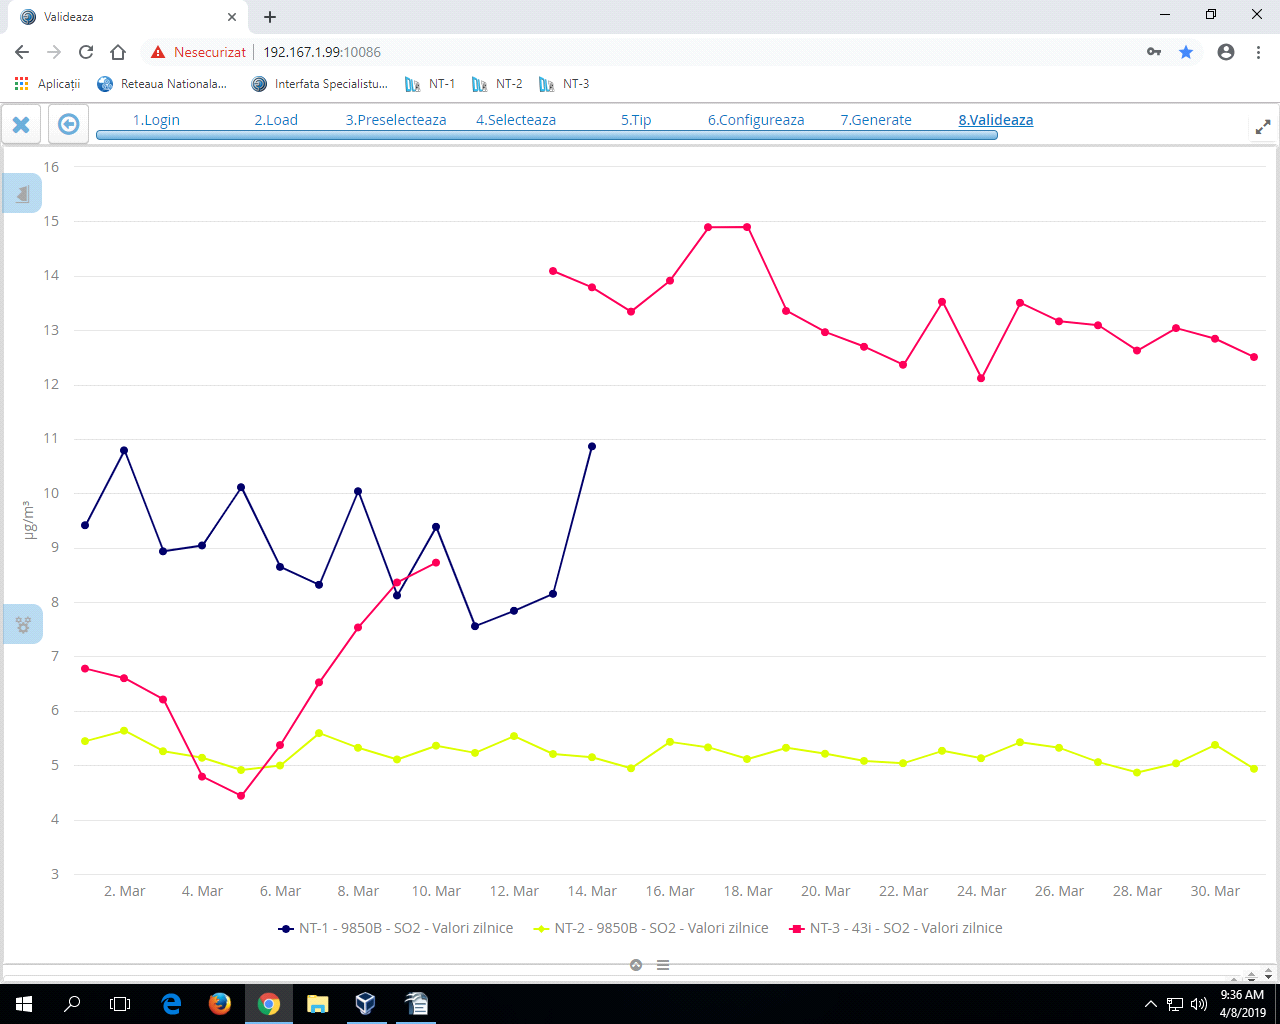 Valideaza
Nesecurizat 192.167.1.99:10086
Aplicații Reteaua Nationala... Interfata Specialistu... NT-1 NT-2 NT-3
1.Login 2.Load 3.Preselecteaza 4.Selecteaza 5.Tip 6.Configureaza 7.Generate 8.Valideaza
16
15
14
13
12
11
10
9
8
7
6
5
4
3
µg/m³
2. Mar 4. Mar 6. Mar 8. Mar 10. Mar 12. Mar 14. Mar 16. Mar 18. Mar 20. Mar 22. Mar 24. Mar 26. Mar 28. Mar 30. Mar
NT-1 - 9850B - SO2 - Valori zilnice NT-2 - 9850B - SO2 - Valori zilnice NT-3 - 43i - SO2 - Valori zilnice
9:36 AM
4/8/2019